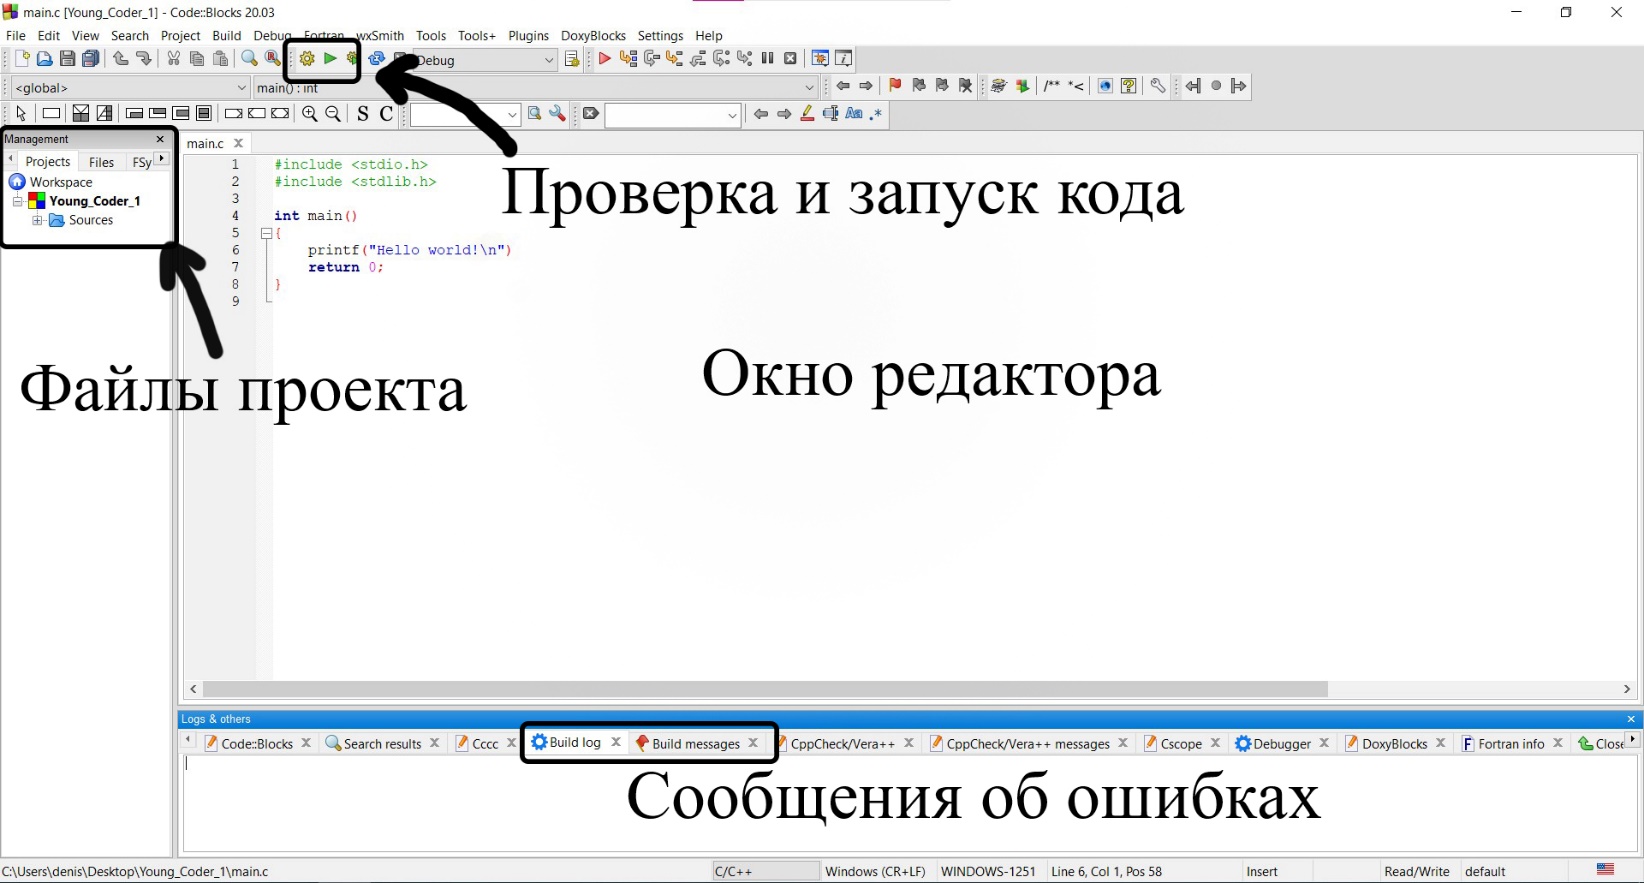 main.c [Young_Coder_1] - Code::Blocks 20.03
File Edit View Search Project Build Debug Fortran wxSmith Tools Tools+ Plugins DoxyBlocks Settings Help
Debug
<global> main() : int
/** *<
S C Aa .*
Management
main.c
Projects Files FSy
Workspace
Young_Coder_1
Sources
1 #include <stdio.h>
2 #include <stdlib.h>
3
4 int main()
5 {
6 printf("Hello world!\n")
7 return 0;
8 }
9
Проверка и запуск кода
Файлы проекта
Окно редактора
Logs & others
Code::Blocks Search results Cccc Build log Build messages CppCheck/Vera++ CppCheck/Vera++ messages Cscope Debugger DoxyBlocks Fortran info Close
Сообщения об ошибках
C:\Users\denis\Desktop\Young_Coder_1\main.c C/C++ Windows (CR+LF) WINDOWS-1251 Line 6, Col 1, Pos 58 Insert Read/Write default